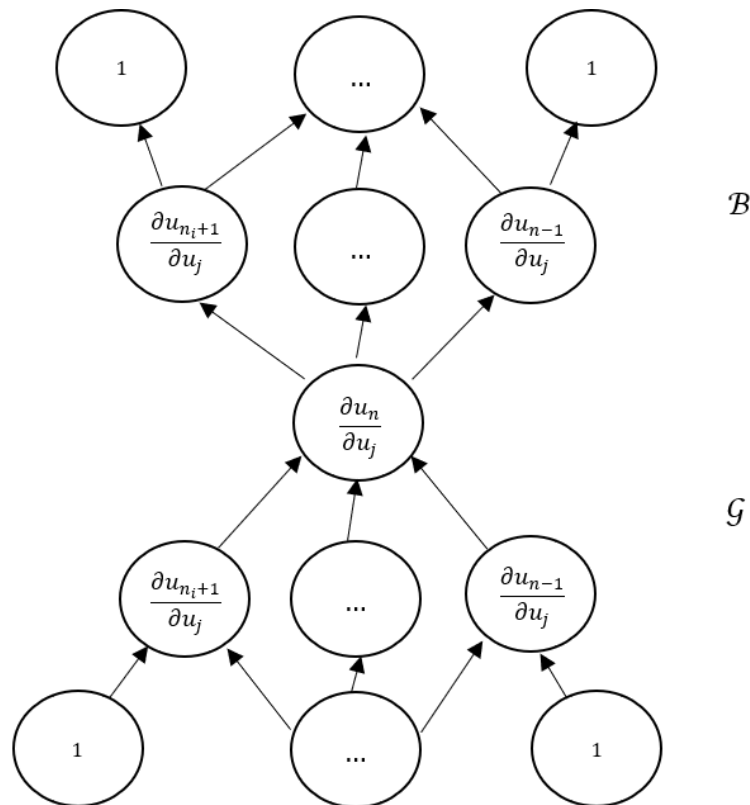 1 ... 1
∂u_{n_i+1}/∂u_j ... ∂u_{n−1}/∂u_j
ℬ
∂u_n/∂u_j
𝒢
∂u_{n_i+1}/∂u_j ... ∂u_{n−1}/∂u_j
1 ... 1